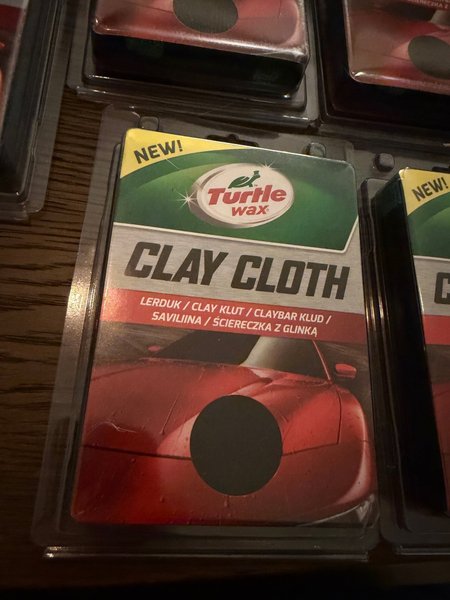 NEW!
Turtle
wax
CLAY CLOTH
LERDUK / CLAY KLUT / CLAYBAR KLUD /
SAVILIINA / ŚCIERECZKA Z GLINKĄ
NEW!
C